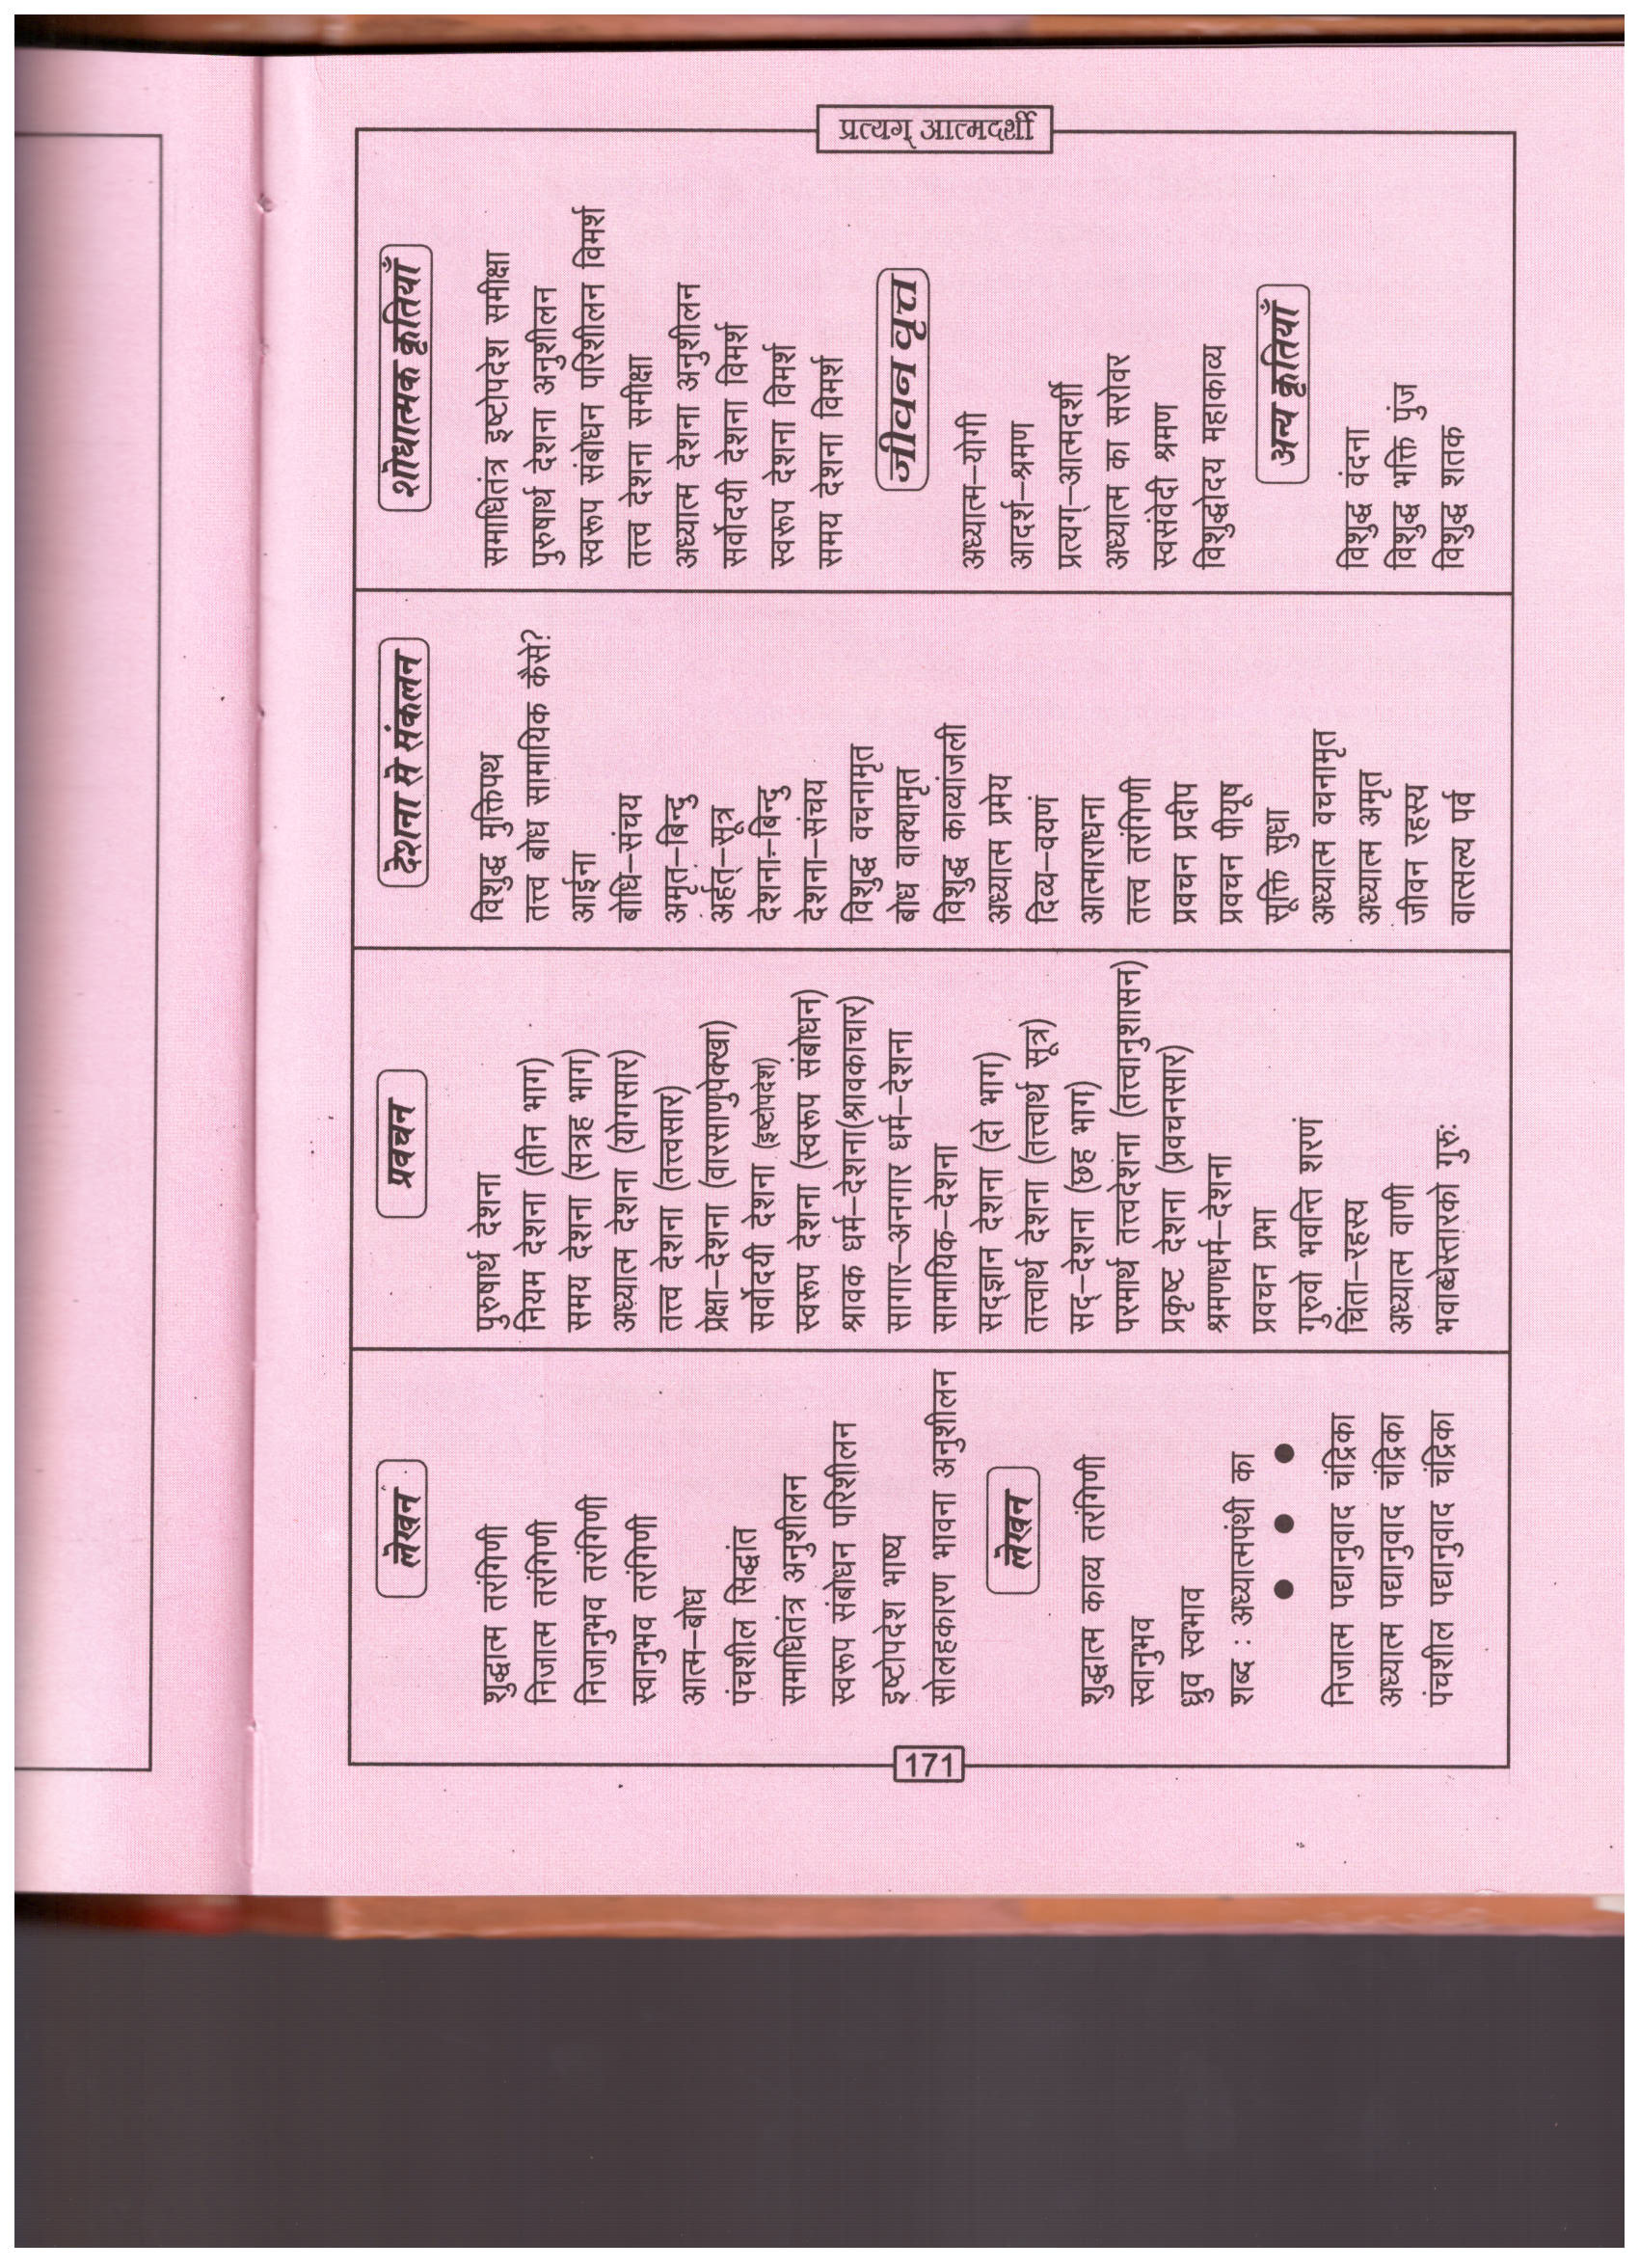 लेखन
शुद्धात्म तरंगिणी
निजात्म तरंगिणी
निजानुभव तरंगिणी
स्वानुभव तरंगिणी
आत्म–बोध
पंचशील सिद्धांत
समाधितंत्र अनुशीलन
स्वरूप संबोधन परिशीलन
इष्टोपदेश भाष्य
सोलहकारण भावना अनुशीलन
लेखन
शुद्धात्म काव्य तरंगिणी
स्वानुभव
ध्रुव स्वभाव
शब्द : अध्यात्मपंथी का
● ● ●
निजात्म पद्यानुवाद चंद्रिका
अध्यात्म पद्यानुवाद चंद्रिका
पंचशील पद्यानुवाद चंद्रिका
प्रवचन
पुरुषार्थ देशना
नियम देशना (तीन भाग)
समय देशना (सत्रह भाग)
अध्यात्म देशना (योगसार)
तत्त्व देशना (तत्त्वसार)
प्रेक्षा–देशना (वारसाणुपेक्खा)
सर्वोदयी देशना (इष्टोपदेश)
स्वरूप देशना (स्वरूप संबोधन)
श्रावक धर्म–देशना(श्रावकाचार)
सागार–अनगार धर्म–देशना
सामायिक–देशना
सद्ज्ञान देशना (दो भाग)
तत्त्वार्थ देशना (तत्त्वार्थ सूत्र)
सद्–देशना (छह भाग)
परमार्थ तत्त्वदेशना (तत्त्वानुशासन)
प्रकृष्ट देशना (प्रवचनसार)
श्रमणधर्म–देशना
प्रवचन प्रभा
गुरुवो भवन्ति शरणं
चिंता–रहस्य
अध्यात्म वाणी
भवाब्धेस्तारको गुरुः
देशना से संकलन
विशुद्ध मुक्तिपथ
तत्त्व बोध सामायिक कैसे?
आईना
बोधि–संचय
अमृत–बिन्दु
अर्हत्–सूत्र
देशना–बिन्दु
देशना–संचय
विशुद्ध वचनामृत
बोध वाक्यामृत
विशुद्ध काव्यांजली
अध्यात्म प्रमेय
दिव्य–वयणं
आत्माराधना
तत्त्व तरंगिणी
प्रवचन प्रदीप
प्रवचन पीयूष
सूक्ति सुधा
अध्यात्म वचनामृत
अध्यात्म अमृत
जीवन रहस्य
वात्सल्य पर्व
शोधात्मक कृतियाँ
समाधितंत्र इष्टोपदेश समीक्षा
पुरुषार्थ देशना अनुशीलन
स्वरूप संबोधन परिशीलन विमर्श
तत्त्व देशना समीक्षा
अध्यात्म देशना अनुशीलन
सर्वोदयी देशना विमर्श
स्वरूप देशना विमर्श
समय देशना विमर्श
जीवन वृत्त
अध्यात्म–योगी
आदर्श–श्रमण
प्रत्यग्–आत्मदर्शी
अध्यात्म का सरोवर
स्वसंवेदी श्रमण
विशुद्धोदय महाकाव्य
अन्य कृतियाँ
विशुद्ध वंदना
विशुद्ध भक्ति पुंज
विशुद्ध शतक
171
प्रत्यग् आत्मदर्शी